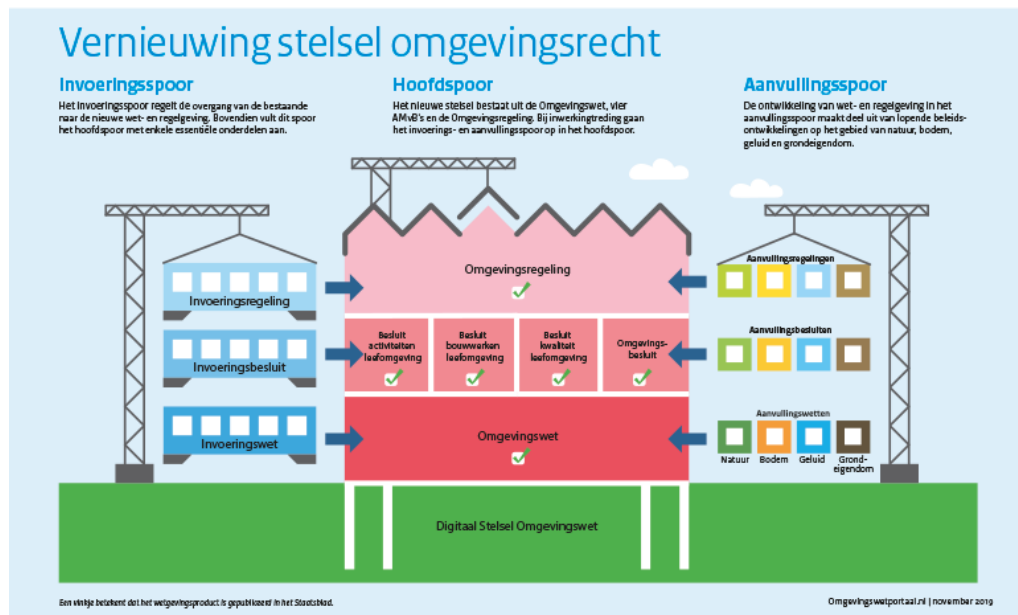 Vernieuwing stelsel omgevingsrecht
Invoeringsspoor
Het invoeringsspoor regelt de overgang van de bestaande
naar de nieuwe wet- en regelgeving. Bovendien vult dit spoor
het hoofdspoor met enkele essentiële onderdelen aan.
Hoofdspoor
Het nieuwe stelsel bestaat uit de Omgevingswet, vier
AMvB's en de Omgevingsregeling. Bij inwerkingtreding gaan
het invoerings- en aanvullingsspoor op in het hoofdspoor.
Aanvullingsspoor
De ontwikkeling van wet- en regelgeving in het
aanvullingsspoor maakt deel uit van lopende beleids-
ontwikkelingen op het gebied van natuur, bodem,
geluid en grondeigendom.
Invoeringsregeling
Invoeringsbesluit
Invoeringswet
Omgevingsregeling
Besluit
activiteiten
leefomgeving
Besluit
bouwwerken
leefomgeving
Besluit
kwaliteit
leefomgeving
Omgevings-
besluit
Omgevingswet
Digitaal Stelsel Omgevingswet
Aanvullingsregelingen
Aanvullingsbesluiten
Aanvullingswetten
Natuur
Bodem
Geluid
Grond-
eigendom
Een vinkje betekent dat het wetgevingsproduct is gepubliceerd in het Staatsblad.
Omgevingswetportaal.nl | november 2019